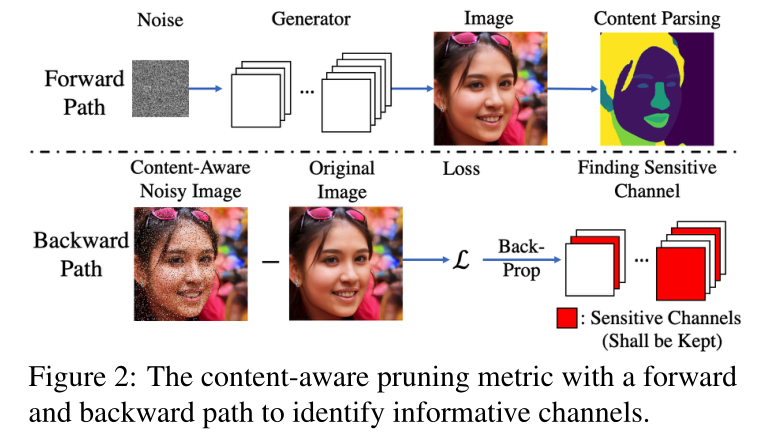 Noise
Generator
Image
Content Parsing
Forward
Path
...
Content-Aware
Noisy Image
Original
Image
Loss
Finding Sensitive
Channel
Backward
Path
−
ℒ
Back-
Prop
...
: Sensitive Channels
(Shall be Kept)
Figure 2: The content-aware pruning metric with a forward
and backward path to identify informative channels.